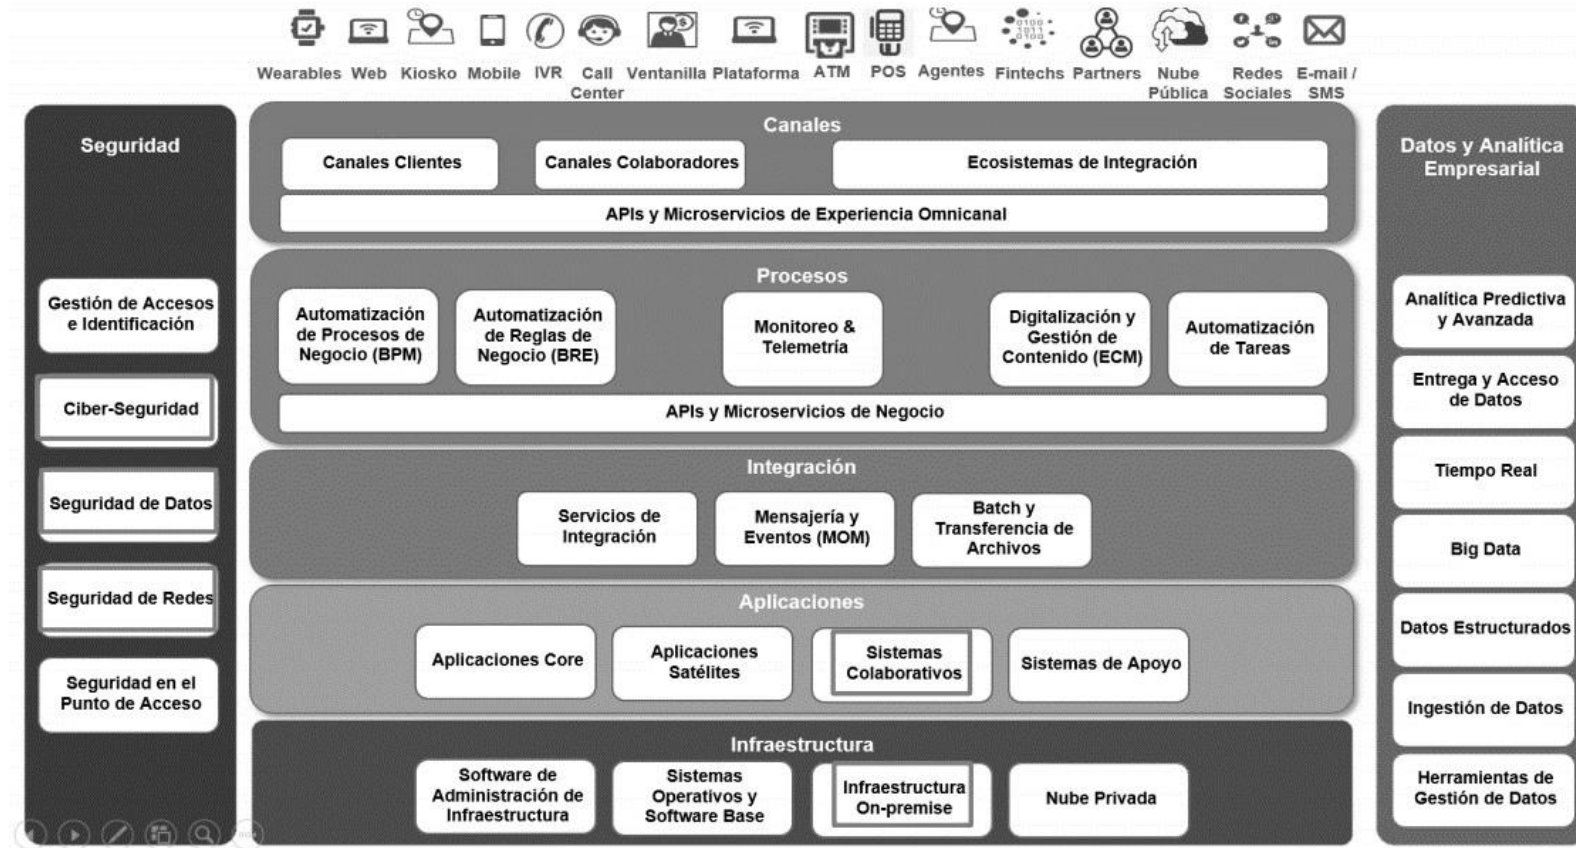 Wearables Web Kiosko Mobile IVR Call Center Ventanilla Plataforma ATM POS Agentes Fintechs Partners Nube Pública Redes Sociales E-mail / SMS
Seguridad
Gestión de Accesos
e Identificación
Ciber-Seguridad
Seguridad de Datos
Seguridad de Redes
Seguridad en el
Punto de Acceso
Canales
Canales Clientes
Canales Colaboradores
Ecosistemas de Integración
APIs y Microservicios de Experiencia Omnicanal
Procesos
Automatización
de Procesos de
Negocio (BPM)
Automatización
de Reglas de
Negocio (BRE)
Monitoreo &
Telemetría
Digitalización y
Gestión de
Contenido (ECM)
Automatización
de Tareas
APIs y Microservicios de Negocio
Integración
Servicios de
Integración
Mensajería y
Eventos (MOM)
Batch y
Transferencia de
Archivos
Aplicaciones
Aplicaciones Core
Aplicaciones
Satélites
Sistemas
Colaborativos
Sistemas de Apoyo
Infraestructura
Software de
Administración de
Infraestructura
Sistemas
Operativos y
Software Base
Infraestructura
On-premise
Nube Privada
Datos y Analítica
Empresarial
Analítica Predictiva
y Avanzada
Entrega y Acceso
de Datos
Tiempo Real
Big Data
Datos Estructurados
Ingestión de Datos
Herramientas de
Gestión de Datos